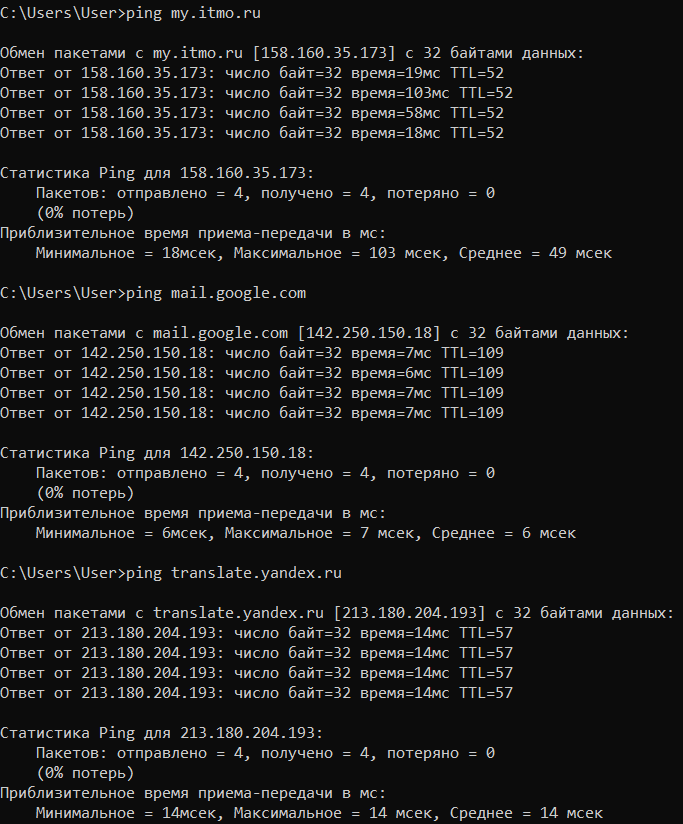 C:\Users\User>ping my.itmo.ru
Обмен пакетами с my.itmo.ru [158.160.35.173] с 32 байтами данных:
Ответ от 158.160.35.173: число байт=32 время=19мс TTL=52
Ответ от 158.160.35.173: число байт=32 время=103мс TTL=52
Ответ от 158.160.35.173: число байт=32 время=58мс TTL=52
Ответ от 158.160.35.173: число байт=32 время=18мс TTL=52
Статистика Ping для 158.160.35.173:
    Пакетов: отправлено = 4, получено = 4, потеряно = 0
    (0% потерь)
Приблизительное время приема-передачи в мс:
    Минимальное = 18мсек, Максимальное = 103 мсек, Среднее = 49 мсек
C:\Users\User>ping mail.google.com
Обмен пакетами с mail.google.com [142.250.150.18] с 32 байтами данных:
Ответ от 142.250.150.18: число байт=32 время=7мс TTL=109
Ответ от 142.250.150.18: число байт=32 время=6мс TTL=109
Ответ от 142.250.150.18: число байт=32 время=7мс TTL=109
Ответ от 142.250.150.18: число байт=32 время=7мс TTL=109
Статистика Ping для 142.250.150.18:
    Пакетов: отправлено = 4, получено = 4, потеряно = 0
    (0% потерь)
Приблизительное время приема-передачи в мс:
    Минимальное = 6мсек, Максимальное = 7 мсек, Среднее = 6 мсек
C:\Users\User>ping translate.yandex.ru
Обмен пакетами с translate.yandex.ru [213.180.204.193] с 32 байтами данных:
Ответ от 213.180.204.193: число байт=32 время=14мс TTL=57
Ответ от 213.180.204.193: число байт=32 время=14мс TTL=57
Ответ от 213.180.204.193: число байт=32 время=14мс TTL=57
Ответ от 213.180.204.193: число байт=32 время=14мс TTL=57
Статистика Ping для 213.180.204.193:
    Пакетов: отправлено = 4, получено = 4, потеряно = 0
    (0% потерь)
Приблизительное время приема-передачи в мс:
    Минимальное = 14мсек, Максимальное = 14 мсек, Среднее = 14 мсек